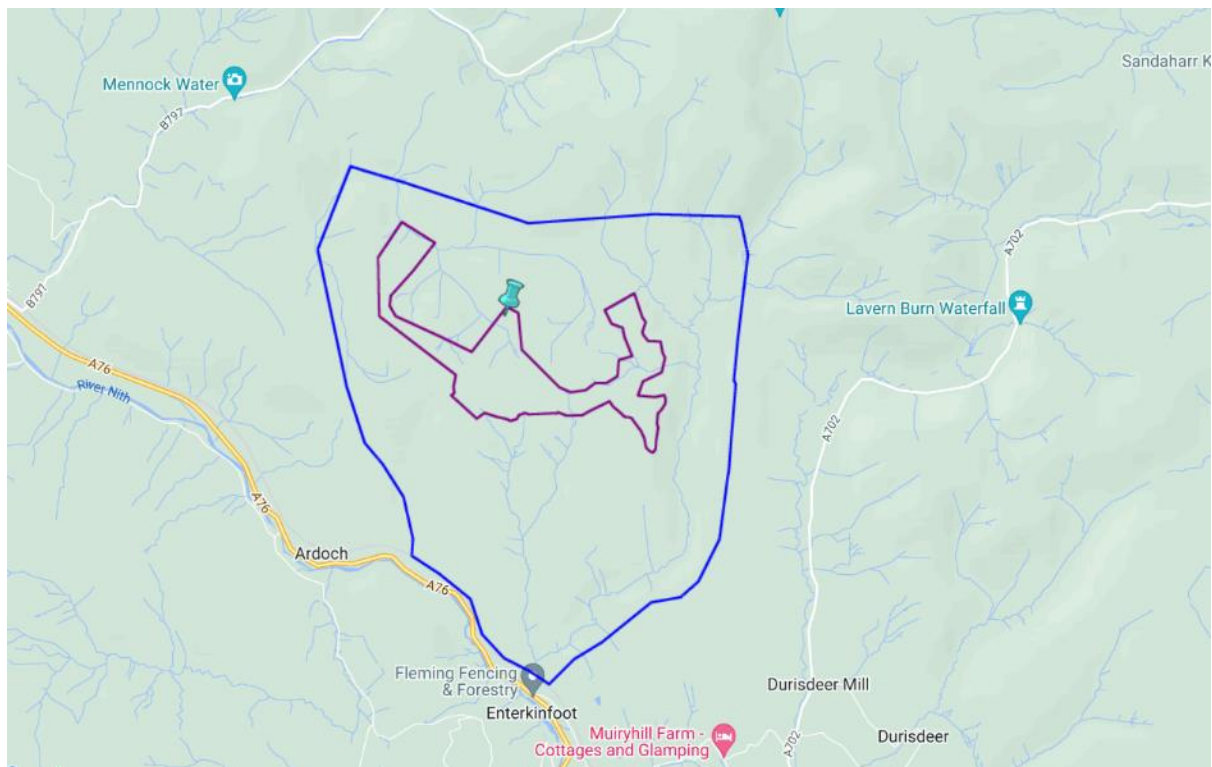 Sandaharr K
Mennock Water
B797
A702
B797
Lavern Burn Waterfall
A76
River Nith
A702
A76
Ardoch
A76
Fleming Fencing
& Forestry
Durisdeer Mill
Enterkinfoot
Muiryhill Farm -
Cottages and Glamping
A702
Durisdeer